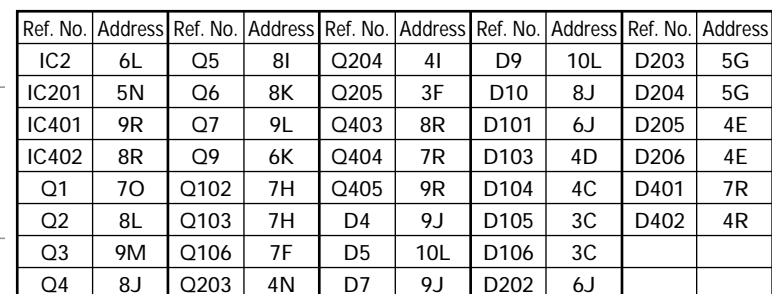 Ref. No. Address Ref. No. Address Ref. No. Address Ref. No. Address Ref. No. Address
IC2 6L Q5 8I Q204 4I D9 10L D203 5G
IC201 5N Q6 8K Q205 3F D10 8J D204 5G
IC401 9R Q7 9L Q403 8R D101 6J D205 4E
IC402 8R Q9 6K Q404 7R D103 4D D206 4E
Q1 7O Q102 7H Q405 9R D104 4C D401 7R
Q2 8L Q103 7H D4 9J D105 3C D402 4R
Q3 9M Q106 7F D5 10L D106 3C
Q4 8J Q203 4N D7 9J D202 6J